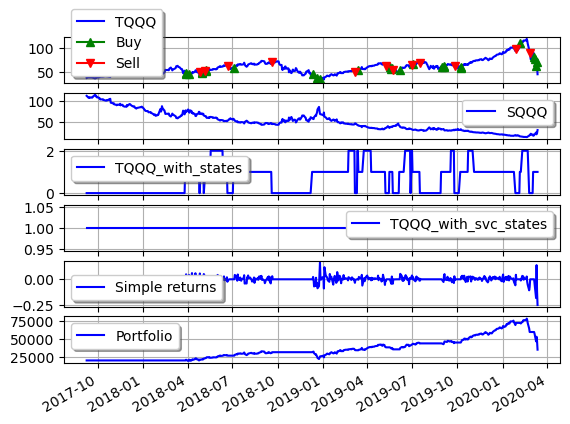 TQQQ
Buy
Sell
100
50
SQQQ
100
50
TQQQ_with_states
2
0
TQQQ_with_svc_states
1.05
1.00
0.95
Simple returns
0.00
−0.25
Portfolio
75000
50000
25000
2017-10 2018-01 2018-04 2018-07 2018-10 2019-01 2019-04 2019-07 2019-10 2020-01 2020-04